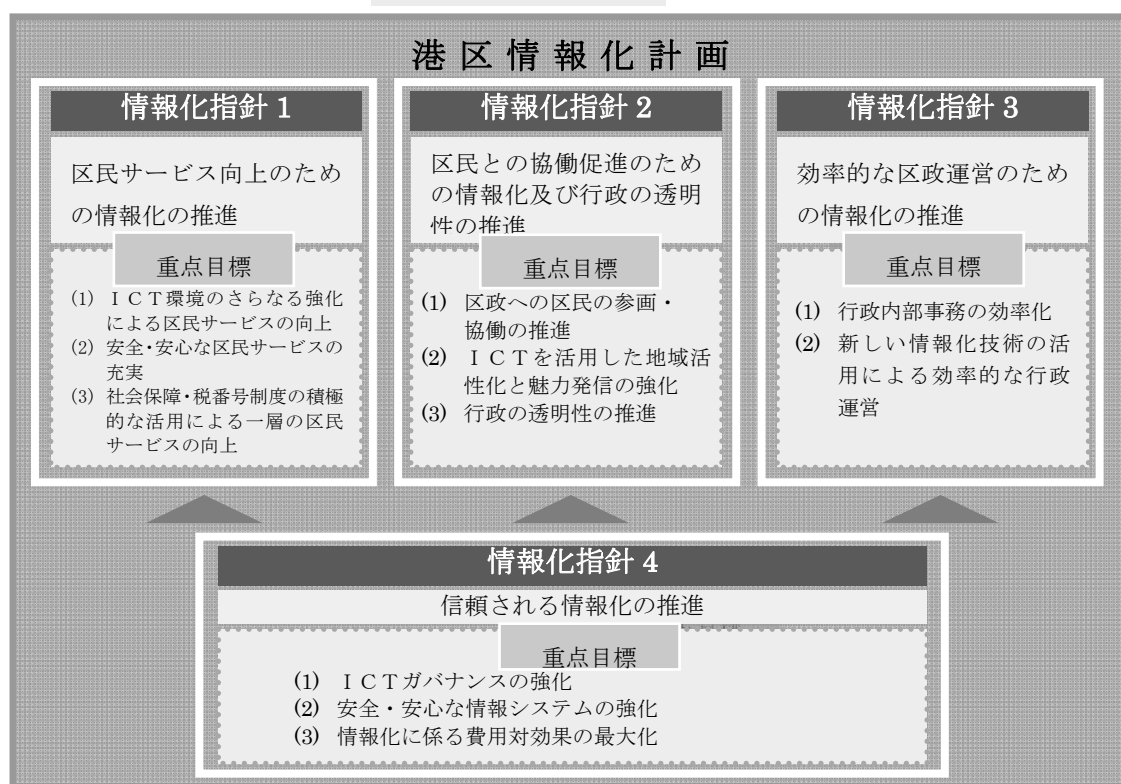 港区情報化計画
情報化指針 1
区民サービス向上のため
の情報化の推進
重点目標
(1) ＩＣＴ環境のさらなる強化
による区民サービスの向上
(2) 安全・安心な区民サービスの
充実
(3) 社会保障・税番号制度の積極
的な活用による一層の区民
サービスの向上
情報化指針 2
区民との協働促進のため
の情報化及び行政の透明
性の推進
重点目標
(1) 区政への区民の参画・
協働の推進
(2) ＩＣＴを活用した地域活
性化と魅力発信の強化
(3) 行政の透明性の推進
情報化指針 3
効率的な区政運営のため
の情報化の推進
重点目標
(1) 行政内部事務の効率化
(2) 新しい情報化技術の活
用による効率的な行政
運営
情報化指針 4
信頼される情報化の推進
重点目標
(1) ＩＣＴガバナンスの強化
(2) 安全・安心な情報システムの強化
(3) 情報化に係る費用対効果の最大化